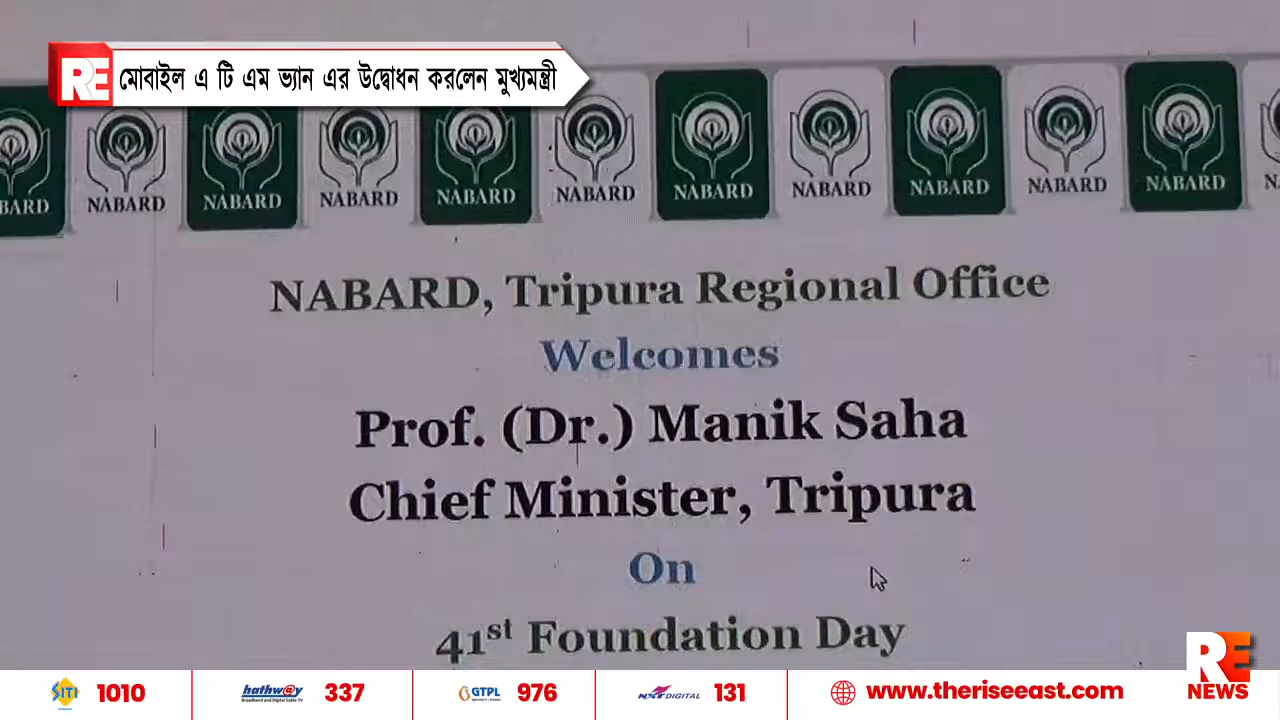 RE মোবাইল এ টি এম ভ্যান এর উদ্বোধন করলেন মুখ্যমন্ত্রী
NABARD NABARD NABARD NABARD NABARD NABARD NABARD NABARD NABARD NABARD
NABARD, Tripura Regional Office
Welcomes
Prof. (Dr.) Manik Saha
Chief Minister, Tripura
On
41st Foundation Day
RE
NEWS
SITI 1010 hathw@y 337 GTPL 976 NXT DIGITAL 131 www.theriseeast.com